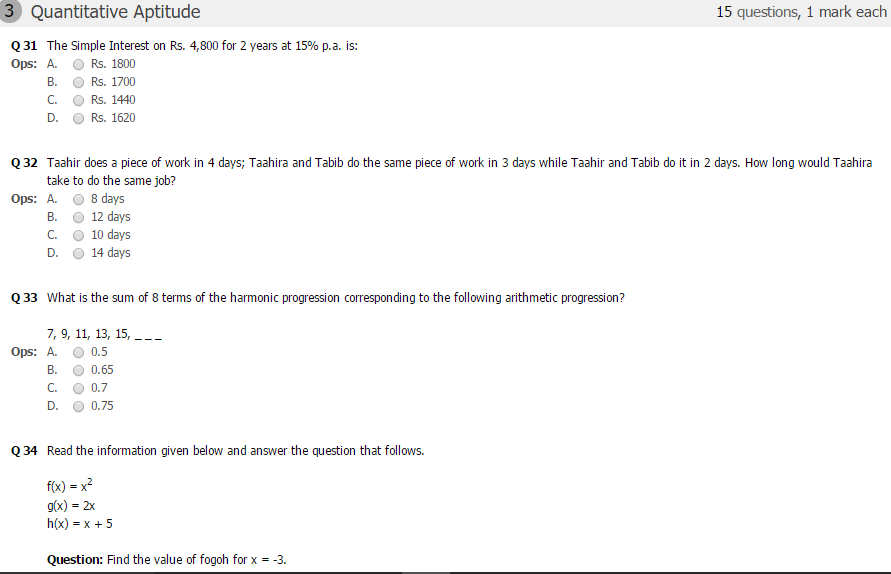 3 Quantitative Aptitude 15 questions, 1 mark each
Q 31 The Simple Interest on Rs. 4,800 for 2 years at 15% p.a. is:
Ops: A. Rs. 1800
B. Rs. 1700
C. Rs. 1440
D. Rs. 1620
Q 32 Taahir does a piece of work in 4 days; Taahira and Tabib do the same piece of work in 3 days while Taahir and Tabib do it in 2 days. How long would Taahira
take to do the same job?
Ops: A. 8 days
B. 12 days
C. 10 days
D. 14 days
Q 33 What is the sum of 8 terms of the harmonic progression corresponding to the following arithmetic progression?
7, 9, 11, 13, 15, _ _ _
Ops: A. 0.5
B. 0.65
C. 0.7
D. 0.75
Q 34 Read the information given below and answer the question that follows.
f(x) = x²
g(x) = 2x
h(x) = x + 5
Question: Find the value of fogoh for x = -3.